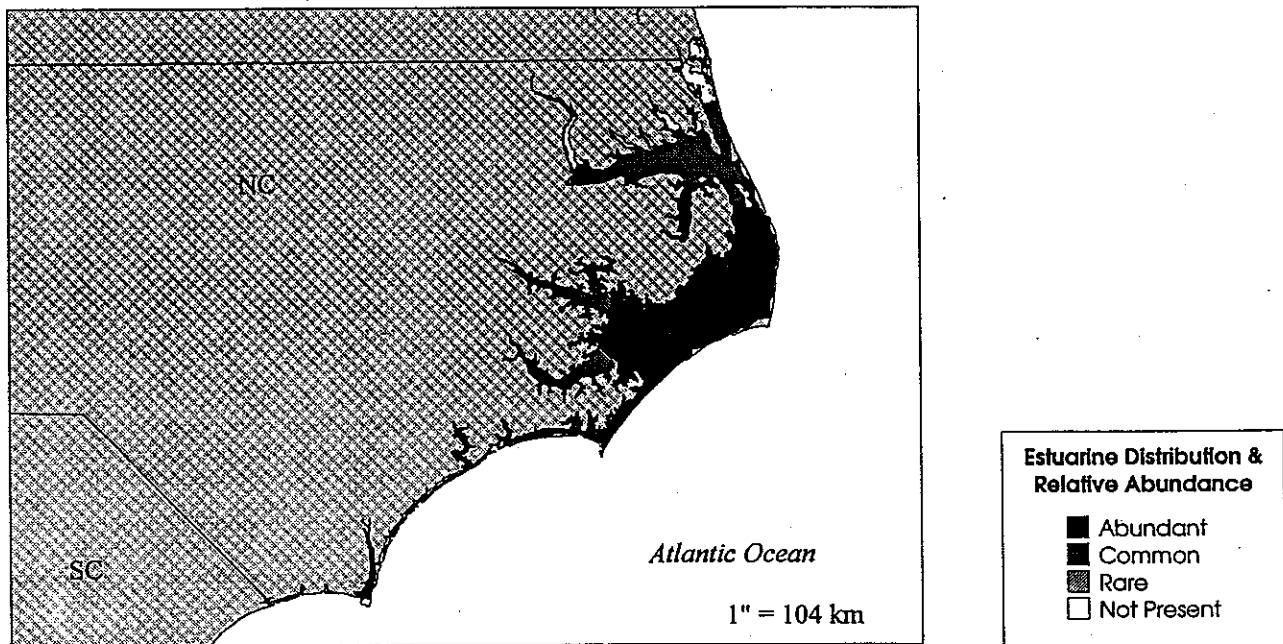 NC
SC
Atlantic Ocean
1" = 104 km
Estuarine Distribution &
Relative Abundance
Abundant
Common
Rare
Not Present